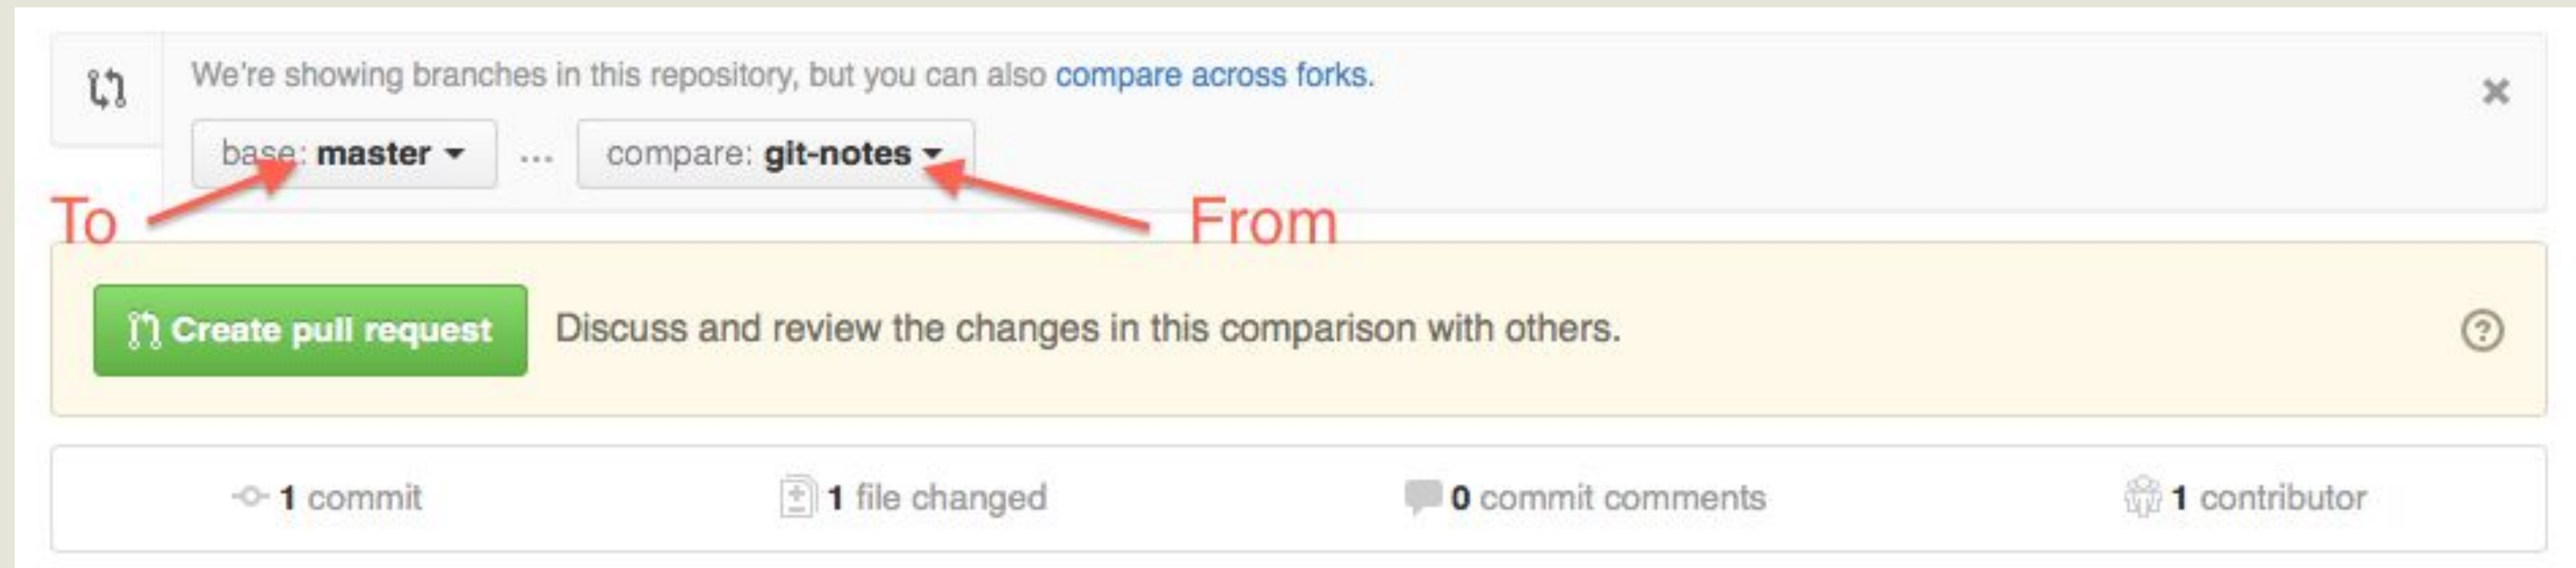 We're showing branches in this repository, but you can also compare across forks.
base: master ... compare: git-notes
To From
Create pull request Discuss and review the changes in this comparison with others.
1 commit 1 file changed 0 commit comments 1 contributor